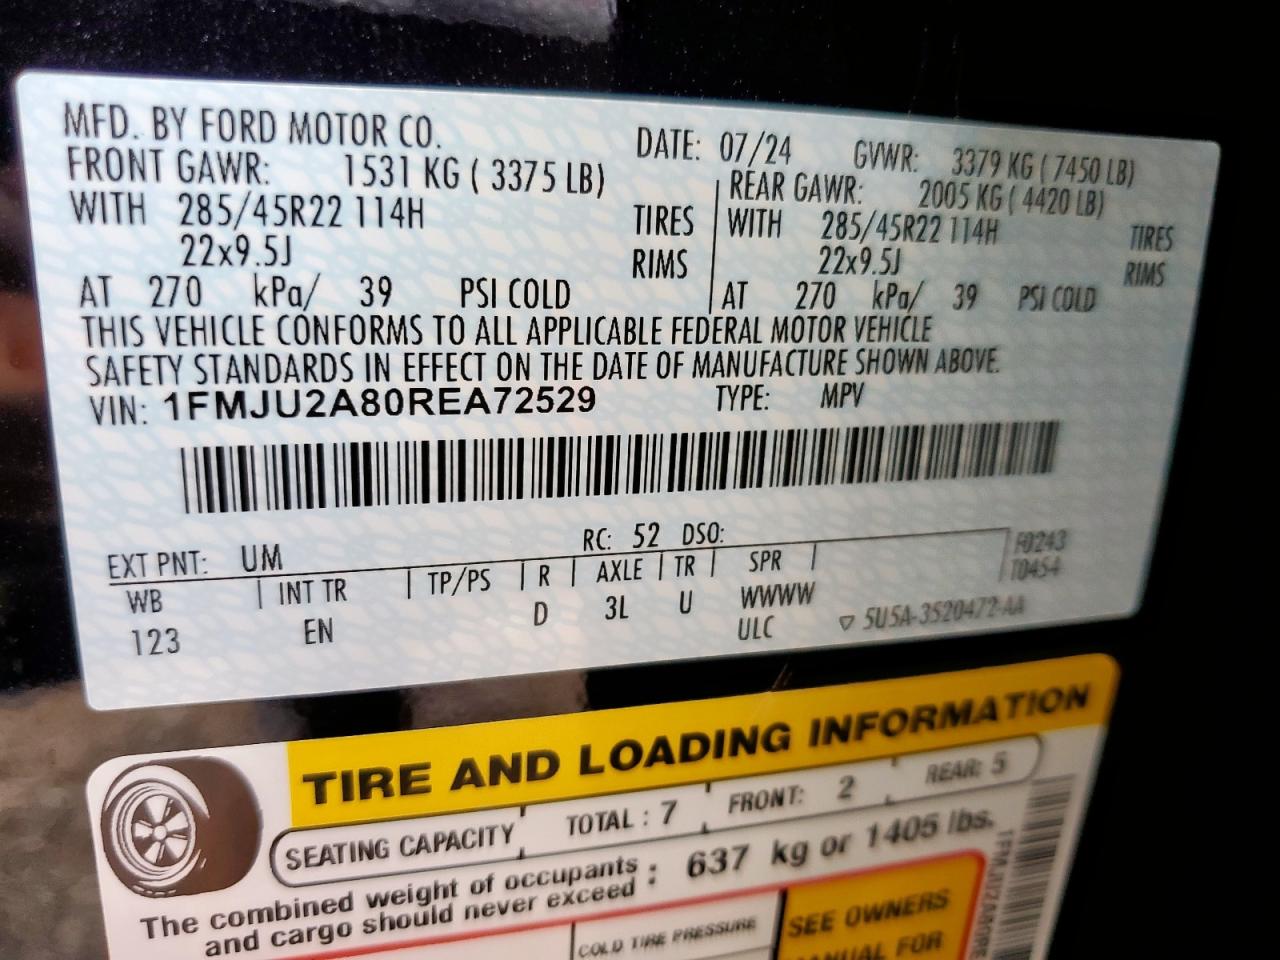 MFD. BY FORD MOTOR CO. DATE: 07/24 GVWR: 3379 KG ( 7450 LB)
FRONT GAWR: 1531 KG ( 3375 LB) REAR GAWR: 2005 KG ( 4420 LB)
WITH 285/45R22 114H TIRES WITH 285/45R22 114H TIRES
22x9.5J RIMS 22x9.5J RIMS
AT 270 kPa/ 39 PSI COLD AT 270 kPa/ 39 PSI COLD
THIS VEHICLE CONFORMS TO ALL APPLICABLE FEDERAL MOTOR VEHICLE
SAFETY STANDARDS IN EFFECT ON THE DATE OF MANUFACTURE SHOWN ABOVE.
VIN: 1FMJU2A80REA72529 TYPE: MPV
EXT PNT: UM RC: 52 DSO:
WB INT TR TP/PS R AXLE TR SPR F0243
123 EN D 3L U WWWW T0454
ULC 5U5A-3520472-AA
TIRE AND LOADING INFORMATION
SEATING CAPACITY TOTAL : 7 FRONT: 2 REAR: 5
The combined weight of occupants and cargo should never exceed : 637 kg or 1405 lbs.
COLD TIRE PRESSURE
SEE OWNERS
MANUAL FOR